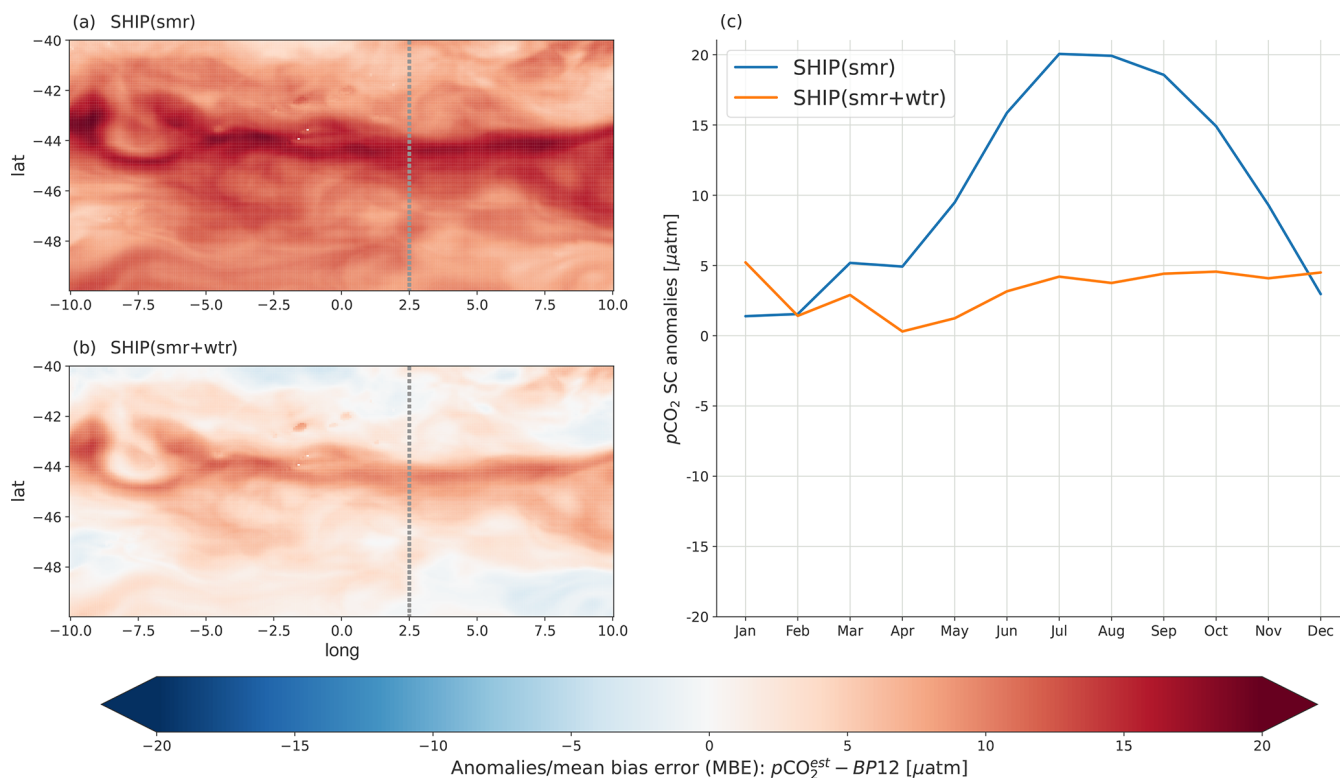 (a) SHIP(smr)
−40
−42
−44
−46
−48
lat
−10.0 −7.5 −5.0 −2.5 0.0 2.5 5.0 7.5 10.0
(b) SHIP(smr+wtr)
−40
−42
−44
−46
−48
lat
−10.0 −7.5 −5.0 −2.5 0.0 2.5 5.0 7.5 10.0
long
(c)
SHIP(smr)
SHIP(smr+wtr)
20
15
10
5
0
-5
-10
-15
-20
pCO₂ SC anomalies [μatm]
Jan Feb Mar Apr May Jun Jul Aug Sep Oct Nov Dec
−20 −15 −10 −5 0 5 10 15 20
Anomalies/mean bias error (MBE): pCO₂ᵉˢᵗ − BP12 [μatm]